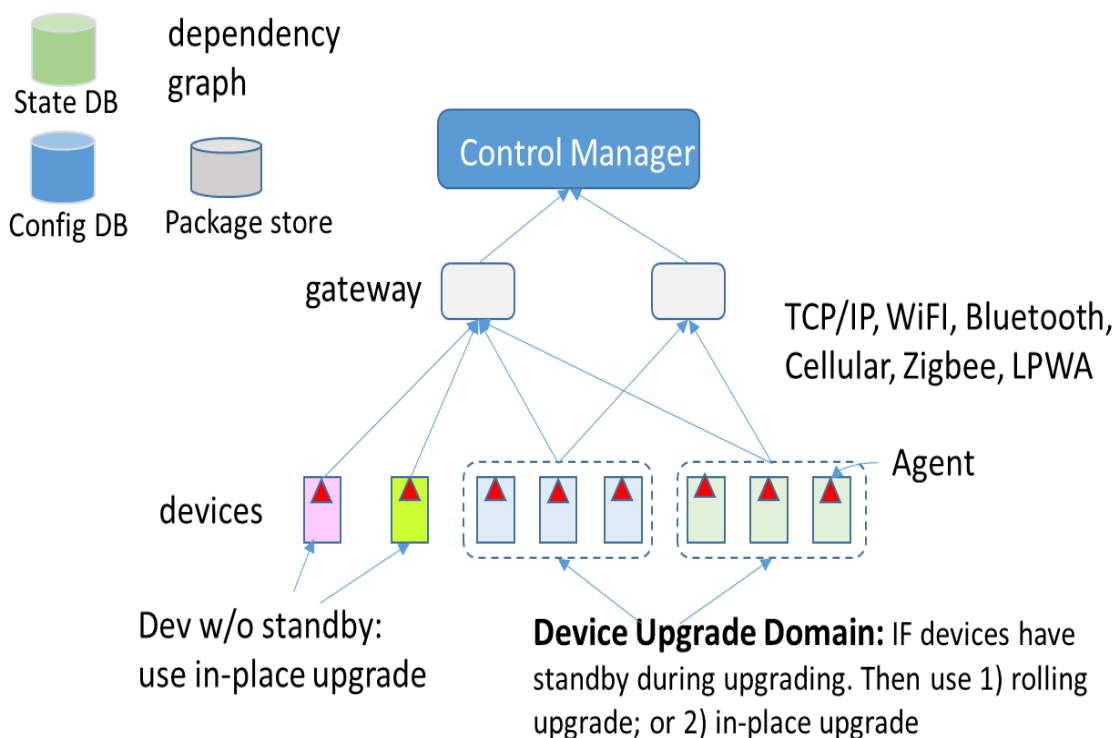 dependency
graph
State DB
Control Manager
Config DB
Package store
gateway
TCP/IP, WiFI, Bluetooth,
Cellular, Zigbee, LPWA
Agent
devices
Dev w/o standby:
use in-place upgrade
Device Upgrade Domain: IF devices have
standby during upgrading. Then use 1) rolling
upgrade; or 2) in-place upgrade